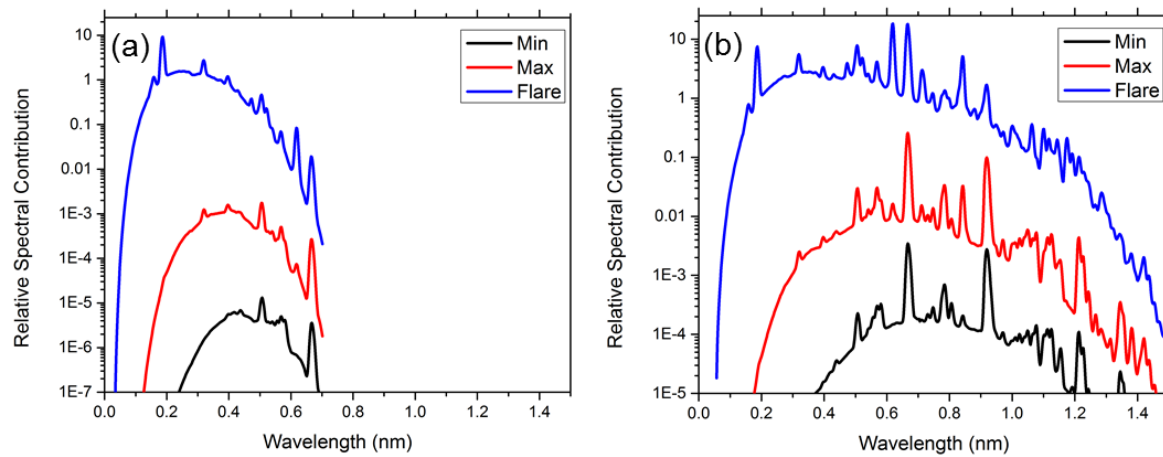 (a)
Min
Max
Flare
Relative Spectral Contribution
10
1
0.1
0.01
1E-3
1E-4
1E-5
1E-6
1E-7
0.0 0.2 0.4 0.6 0.8 1.0 1.2 1.4
Wavelength (nm)
(b)
Min
Max
Flare
Relative Spectral Contribution
10
1
0.1
0.01
1E-3
1E-4
1E-5
0.0 0.2 0.4 0.6 0.8 1.0 1.2 1.4
Wavelength (nm)